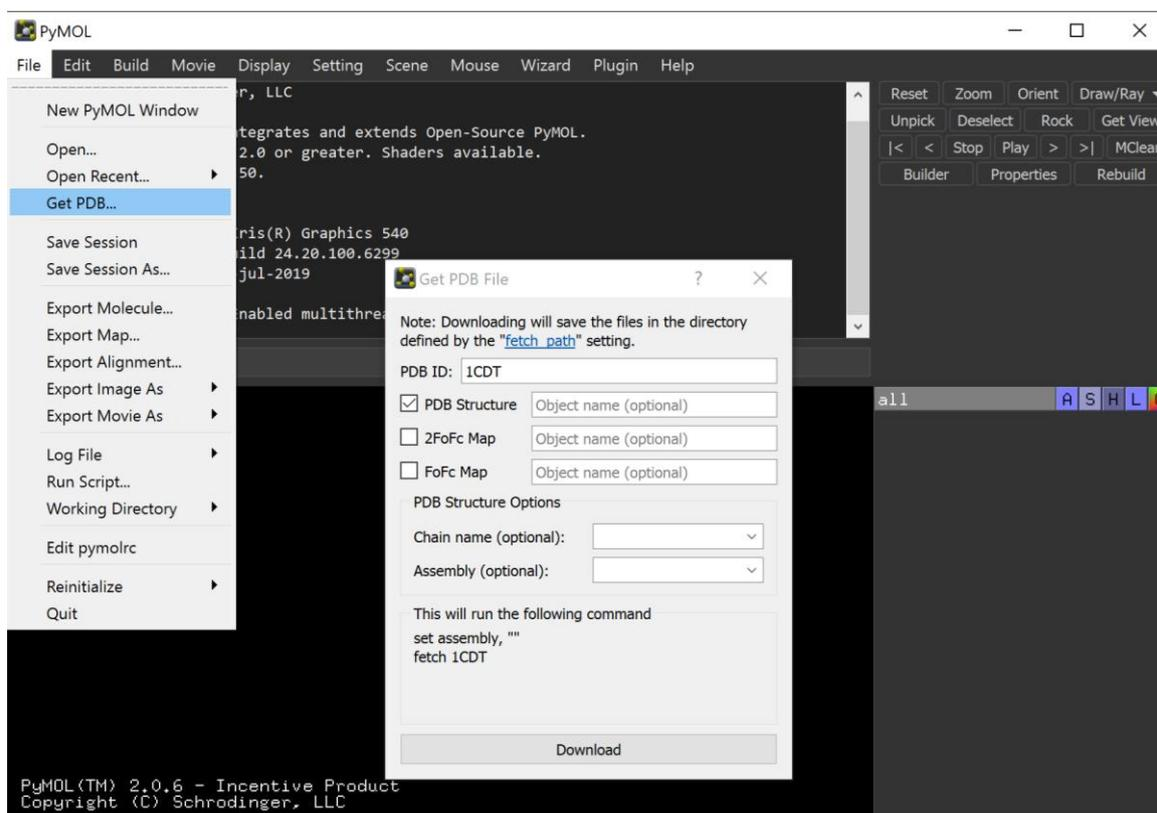 PyMOL
File Edit Build Movie Display Setting Scene Mouse Wizard Plugin Help
New PyMOL Window
Open...
Open Recent...
Get PDB...
Save Session
Save Session As...
Export Molecule...
Export Map...
Export Alignment...
Export Image As
Export Movie As
Log File
Run Script...
Working Directory
Edit pymolrc
Reinitialize
Quit
r, LLC
tegrates and extends Open-Source PyMOL.
2.0 or greater. Shaders available.
50.
ris(R) Graphics 540
ild 24.20.100.6299
jul-2019
nabled multithre
Reset Zoom Orient Draw/Ray
Unpick Deselect Rock Get View
|< < Stop Play > >| MClea
Builder Properties Rebuild
all A S H L
Get PDB File ?
Note: Downloading will save the files in the directory
defined by the "fetch_path" setting.
PDB ID: 1CDT
PDB Structure Object name (optional)
2FoFc Map Object name (optional)
FoFc Map Object name (optional)
PDB Structure Options
Chain name (optional):
Assembly (optional):
This will run the following command
set assembly, ""
fetch 1CDT
Download
PyMOL(TM) 2.0.6 - Incentive Product
Copyright (C) Schrodinger, LLC